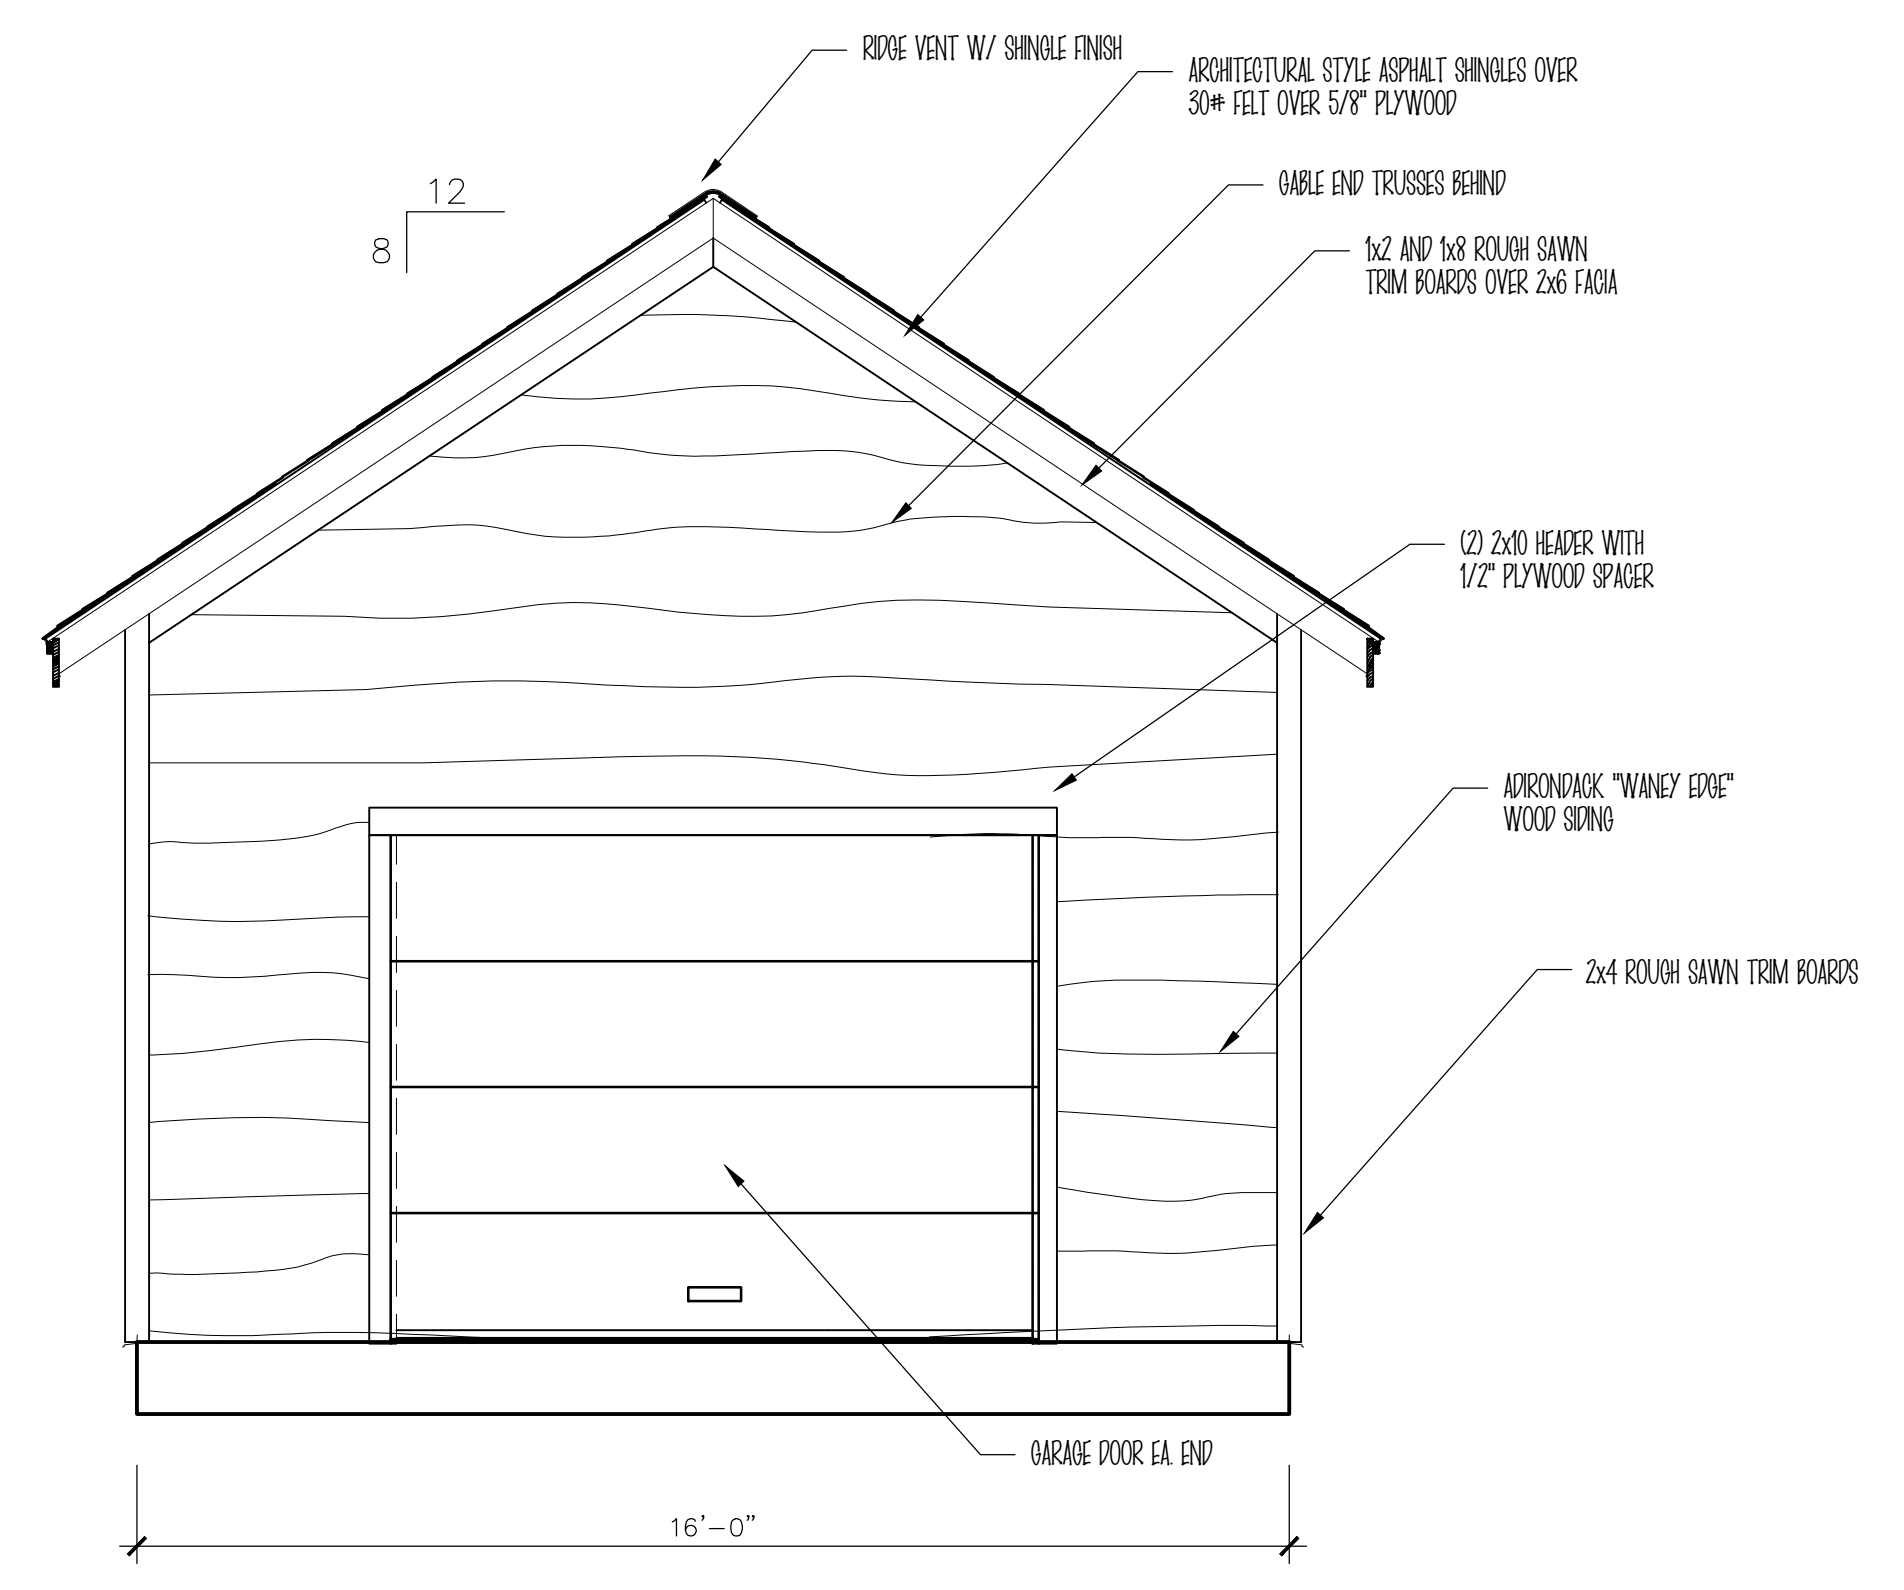 RIDGE VENT W/ SHINGLE FINISH
ARCHITECTURAL STYLE ASPHALT SHINGLES OVER
30# FELT OVER 5/8" PLYWOOD
12
8
GABLE END TRUSSES BEHIND
1x2 AND 1x8 ROUGH SAWN
TRIM BOARDS OVER 2x6 FACIA
(2) 2x10 HEADER WITH
1/2" PLYWOOD SPACER
ADIRONDACK "WANEY EDGE"
WOOD SIDING
2x4 ROUGH SAWN TRIM BOARDS
GARAGE DOOR EA. END
16'-0"